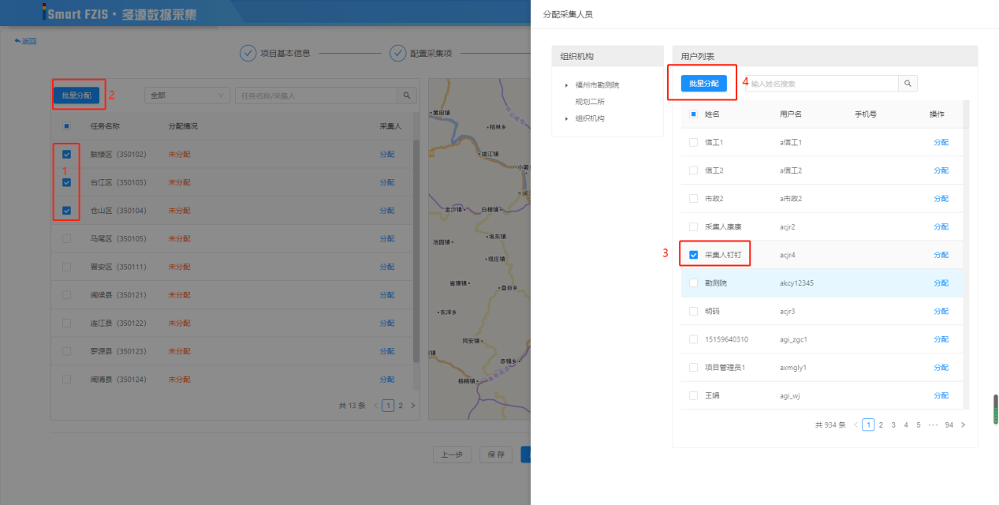 Smart FZIS · 多源数据采集
返回
项目基本信息
配置采集项
批量分配
2
全部
任务名称/采集人
任务名称 分配情况 采集人
鼓楼区（350102） 未分配 分配
1
台江区（350103） 未分配 分配
仓山区（350104） 未分配 分配
马尾区（350105） 未分配 分配
晋安区（350111） 未分配 分配
闽侯县（350121） 未分配 分配
连江县（350122） 未分配 分配
罗源县（350123） 未分配 分配
闽清县（350124） 未分配 分配
共 13 条 < 1 2 >
黄田镇
格林乡
雄江镇
金沙镇
白樟镇
坂东镇
池园镇
塔庄镇
省璜镇
盘谷乡
东洋乡
同安镇
赤锡乡
梧桐镇
上一步
保 存
分配采集人员
组织机构
福州市勘测院
规划二所
组织机构
用户列表
批量分配
4
输入姓名搜索
姓名 用户名 手机号 操作
信工1 a信工1 分配
信工2 a信工2 分配
市政2 a市政2 分配
采集人康康 acjr2 分配
3
采集人钉钉 acjr4 分配
勘测院 akcy12345 分配
明码 acjr3 分配
15159640310 agi_zgc1 分配
项目管理员1 axmgly1 分配
王娟 agi_wj 分配
共 934 条 < 1 2 3 4 5 ··· 94 >